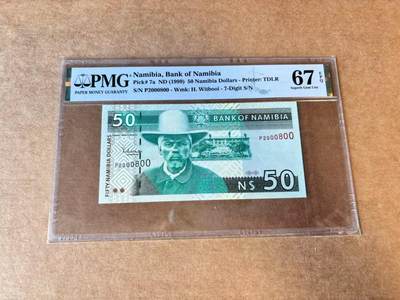 PMG
PAPER MONEY GUARANTY
Namibia, Bank of Namibia
Pick# 7a ND (1999) 50 Namibia Dollars - Printer: TDLR
S/N P2000800 - Wmk: H. Witbooi - 7-Digit S/N
67 EPQ
Superb Gem Unc
50
BANK OF NAMIBIA
P2000800
P2000800
FIFTY NAMIBIA DOLLARS
N$ 50